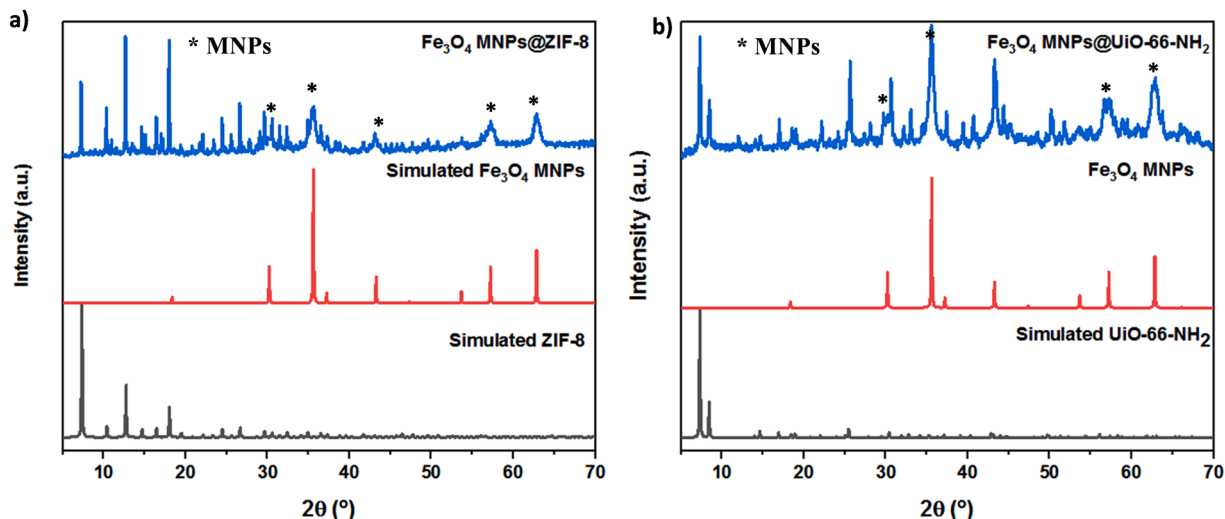 a)
* MNPs
Fe₃O₄ MNPs@ZIF-8
*
*
*
*
*
Simulated Fe₃O₄ MNPs
Simulated ZIF-8
Intensity (a.u.)
10 20 30 40 50 60 70
2θ (º)
b)
* MNPs
Fe₃O₄ MNPs@UiO-66-NH₂
*
*
*
*
Fe₃O₄ MNPs
Simulated UiO-66-NH₂
Intensity (a.u.)
10 20 30 40 50 60 70
2θ (º)